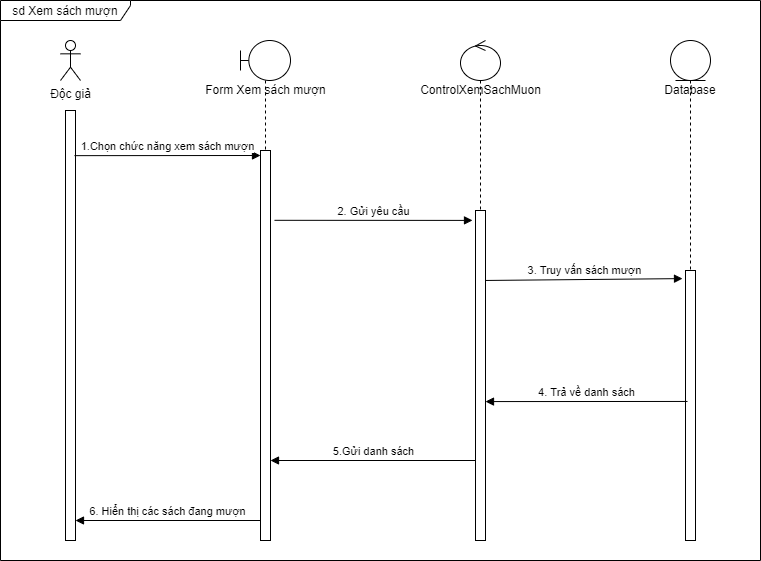 sd Xem sách mượn
Độc giả
Form Xem sách mượn
ControlXemSachMuon
Database
1.Chọn chức năng xem sách mượn
2. Gửi yêu cầu
3. Truy vấn sách mượn
4. Trả về danh sách
5.Gửi danh sách
6. Hiển thị các sách đang mượn